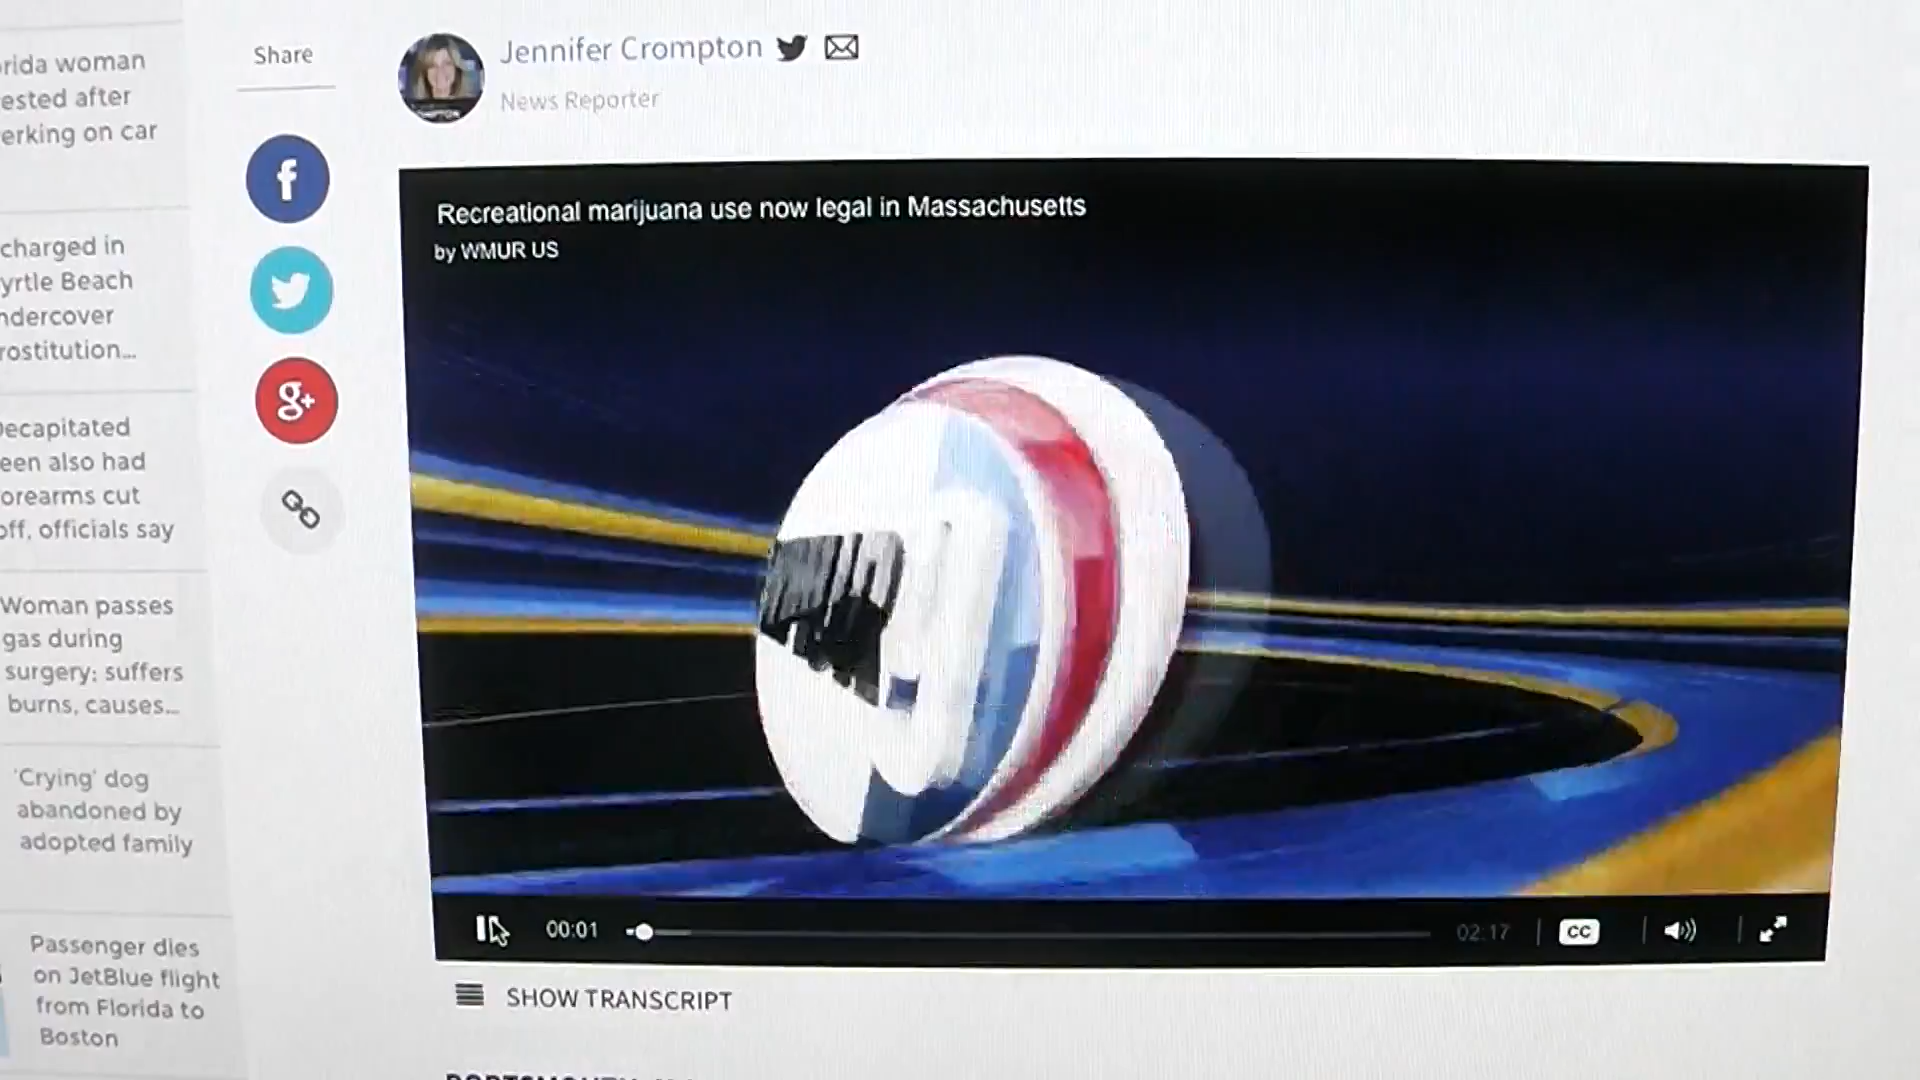 rida woman
ested after
erking on car
charged in
yrtle Beach
ndercover
rostitution...
Decapitated
een also had
orearms cut
off, officials say
Woman passes
gas during
surgery; suffers
burns, causes...
'Crying' dog
abandoned by
adopted family
Passenger dies
on JetBlue flight
from Florida to
Boston
Share
f
g+
Jennifer Crompton
News Reporter
Recreational marijuana use now legal in Massachusetts
by WMUR US
00:01
02:17
CC
SHOW TRANSCRIPT